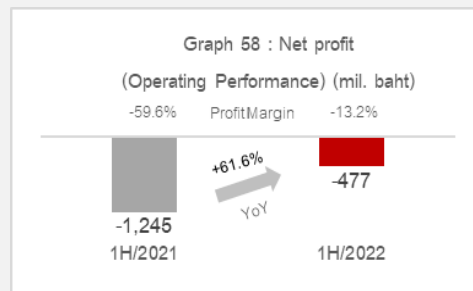 Graph 58 : Net profit
(Operating Performance) (mil. baht)
-59.6% ProfitMargin -13.2%
+61.6%
YoY
-477
-1,245
1H/2021 1H/2022